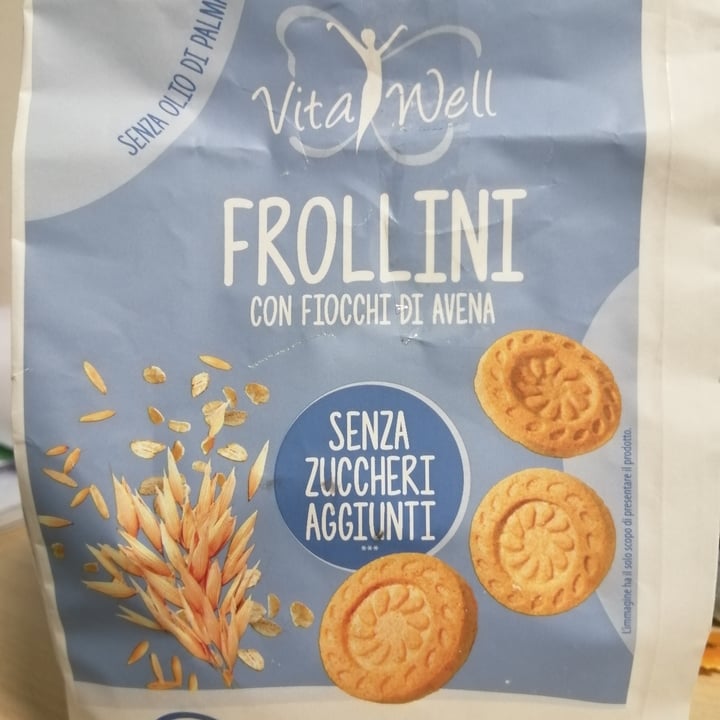 SENZA OLIO DI PALM
Vita Well
FROLLINI
CON FIOCCHI DI AVENA
SENZA
ZUCCHERI
AGGIUNTI
***
L'immagine ha il solo scopo di presentare il prodotto.